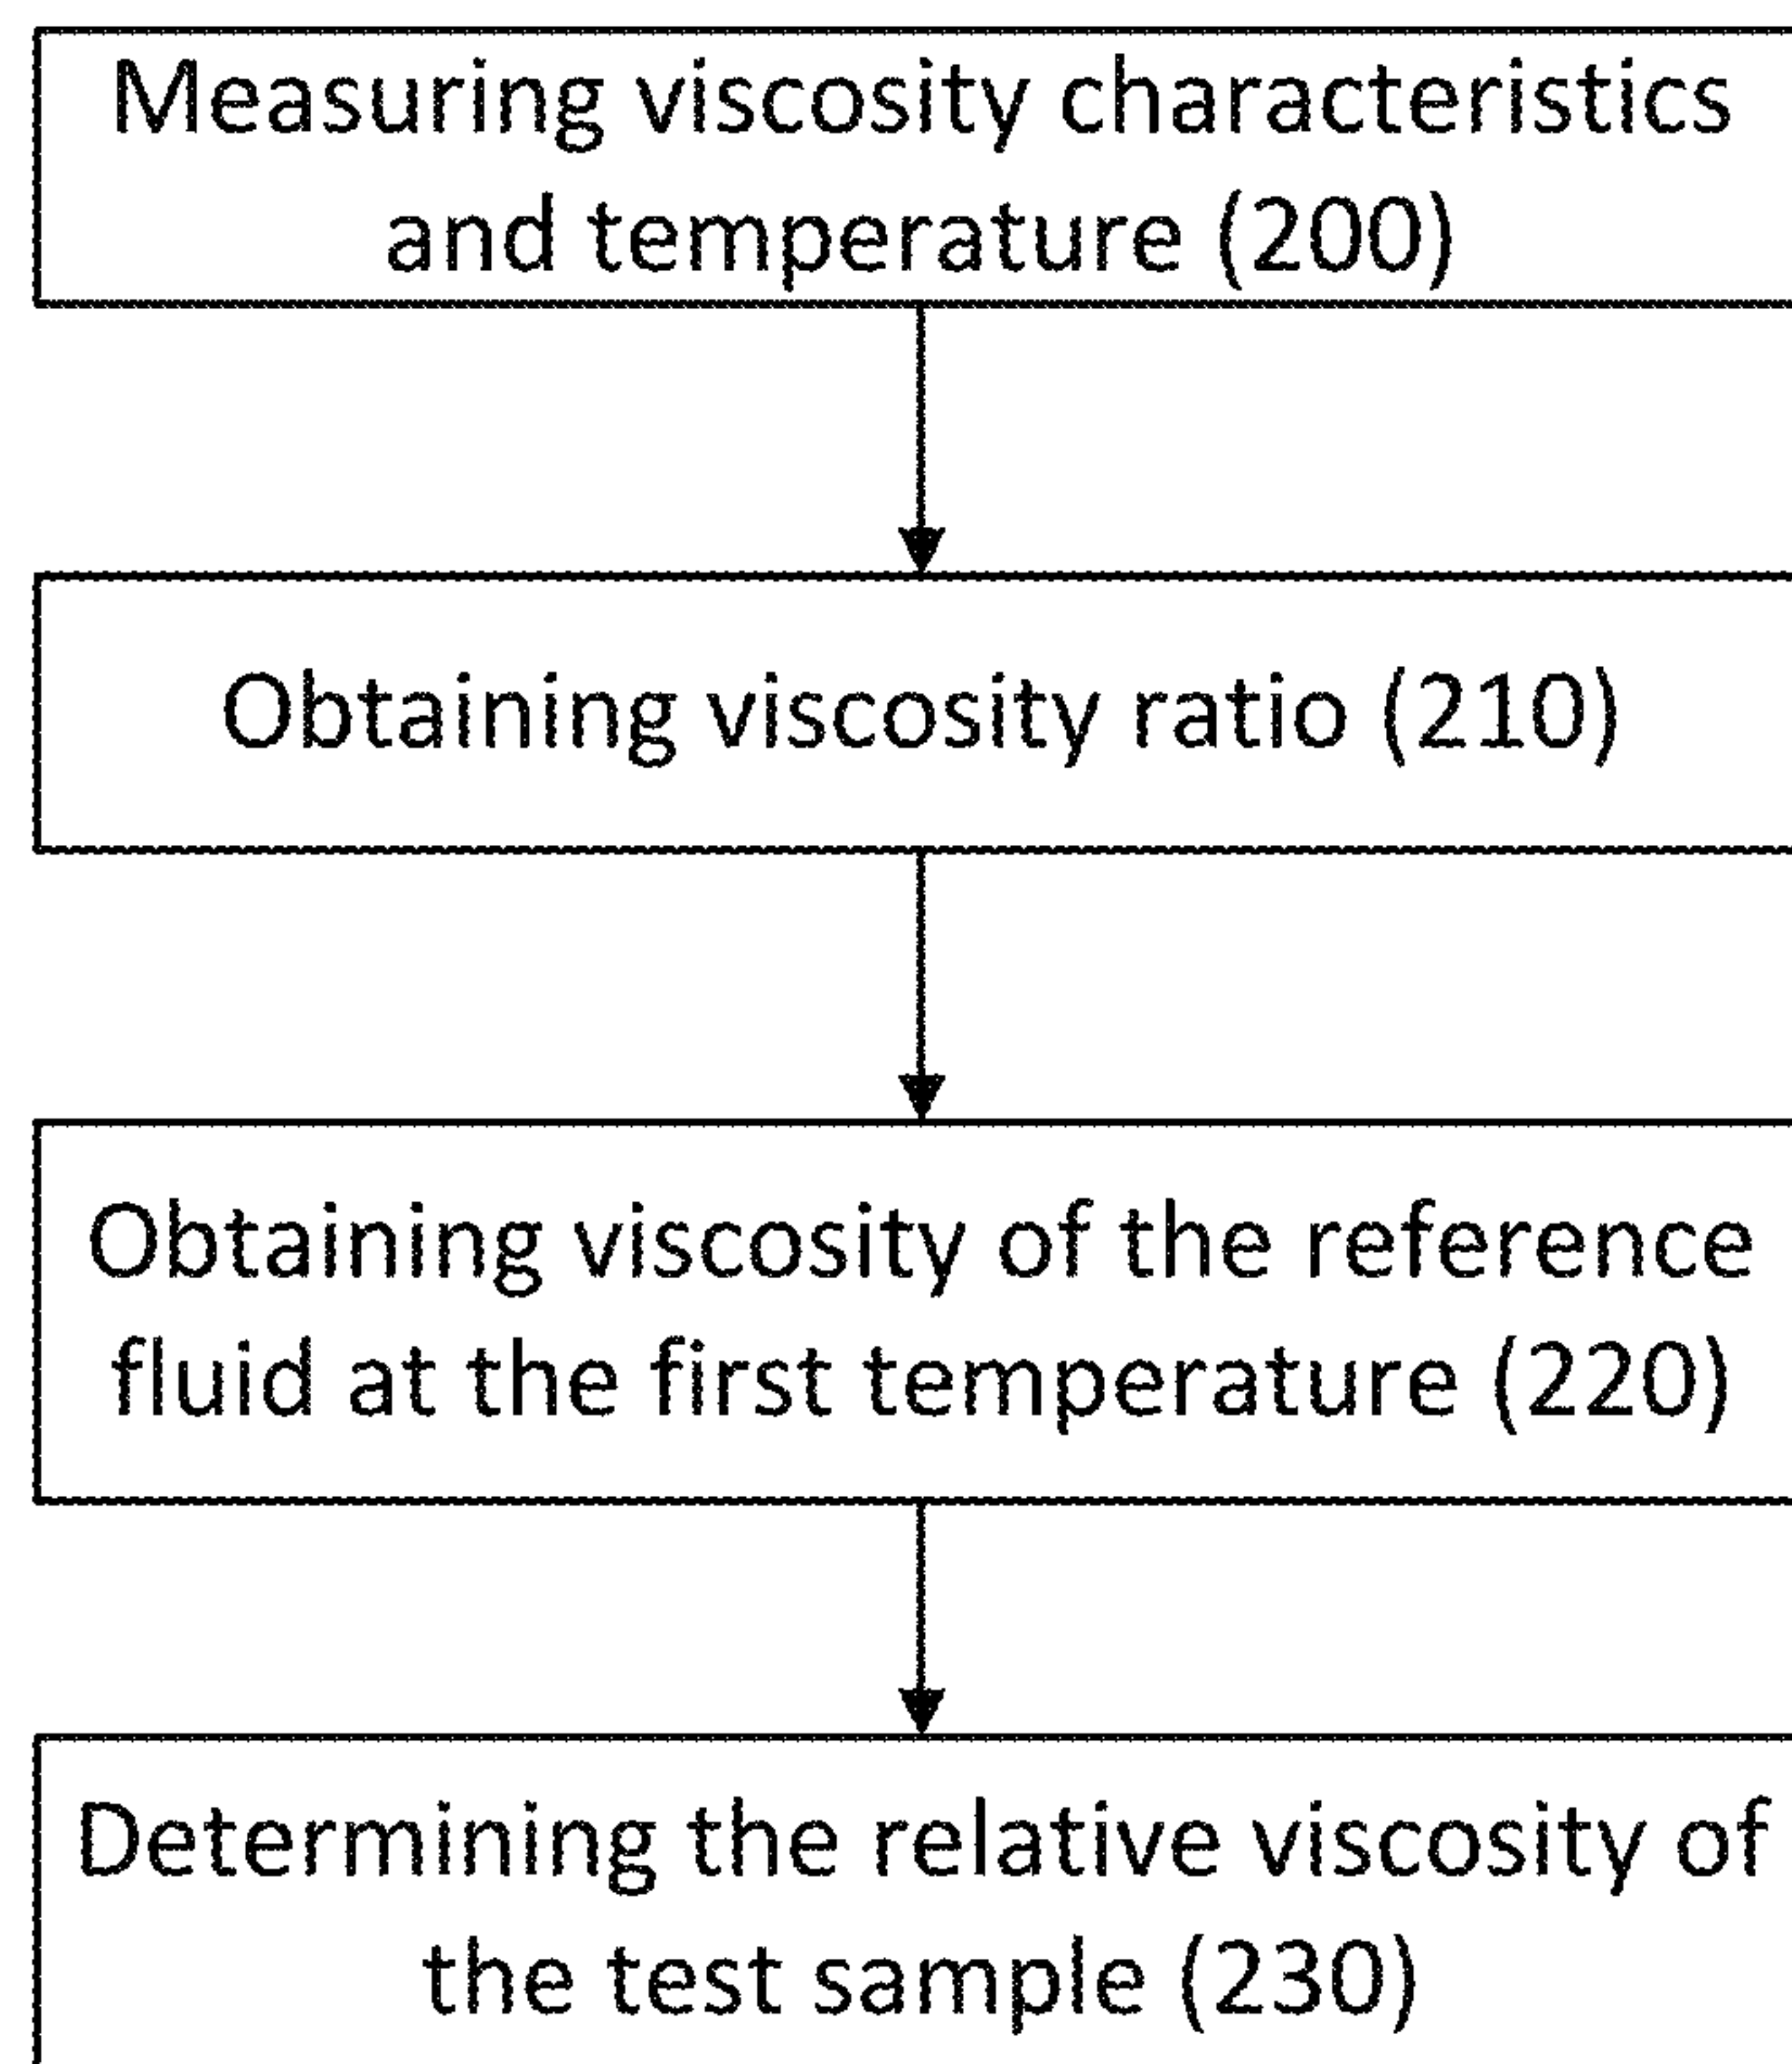 Measuring viscosity characteristics
and temperature (200)
Obtaining viscosity ratio (210)
Obtaining viscosity of the reference
fluid at the first temperature (220)
Determining the relative viscosity of
the test sample (230)